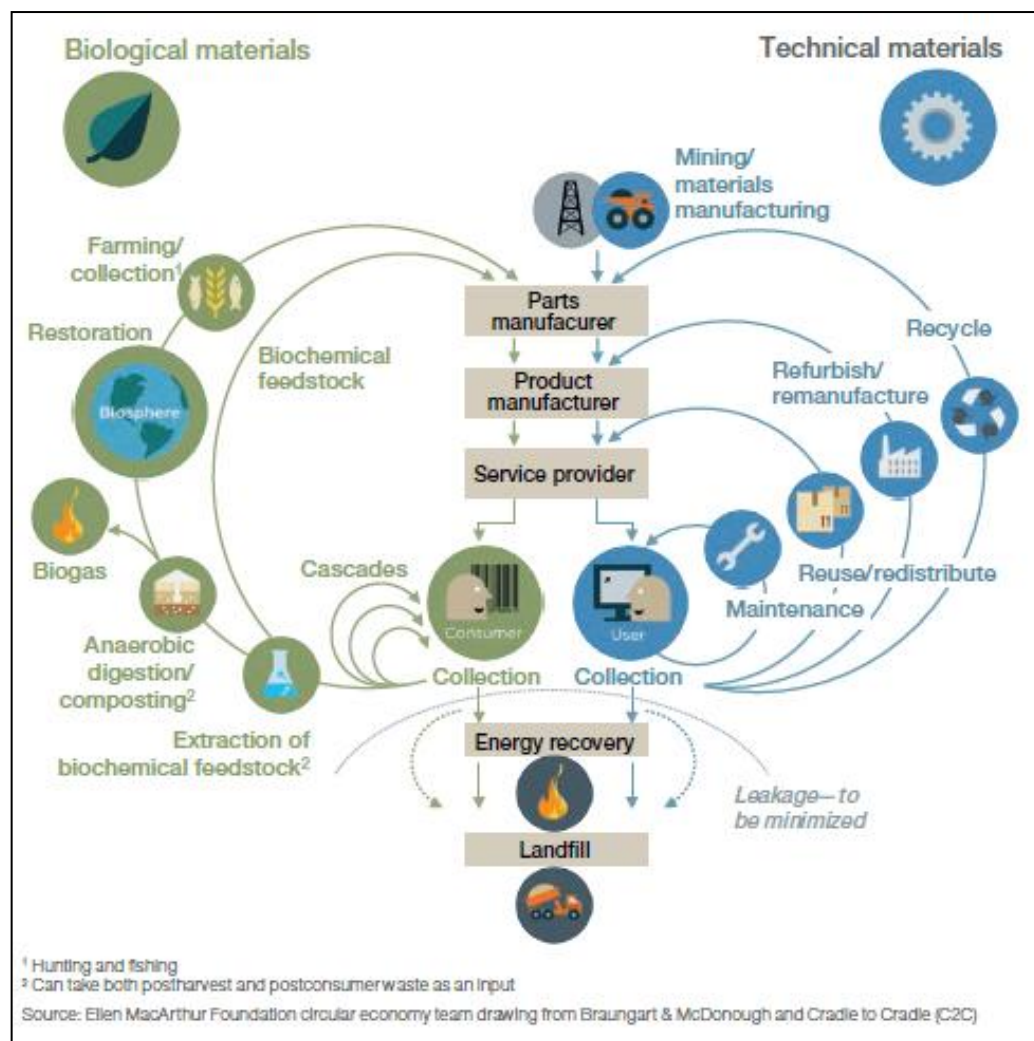 Biological materials
Technical materials
Mining/
materials
manufacturing
Farming/
collection¹
Restoration
Biosphere
Biochemical
feedstock
Parts
manufacurer
Product
manufacturer
Service provider
Recycle
Refurbish/
remanufacture
Reuse/redistribute
Maintenance
Biogas
Cascades
Consumer
User
Anaerobic
digestion/
composting²
Collection
Collection
Extraction of
biochemical feedstock²
Energy recovery
Leakage—to
be minimized
Landfill
¹ Hunting and fishing
² Can take both postharvest and postconsumer waste as an input
Source: Ellen MacArthur Foundation circular economy team drawing from Braungart & McDonough and Cradle to Cradle (C2C)